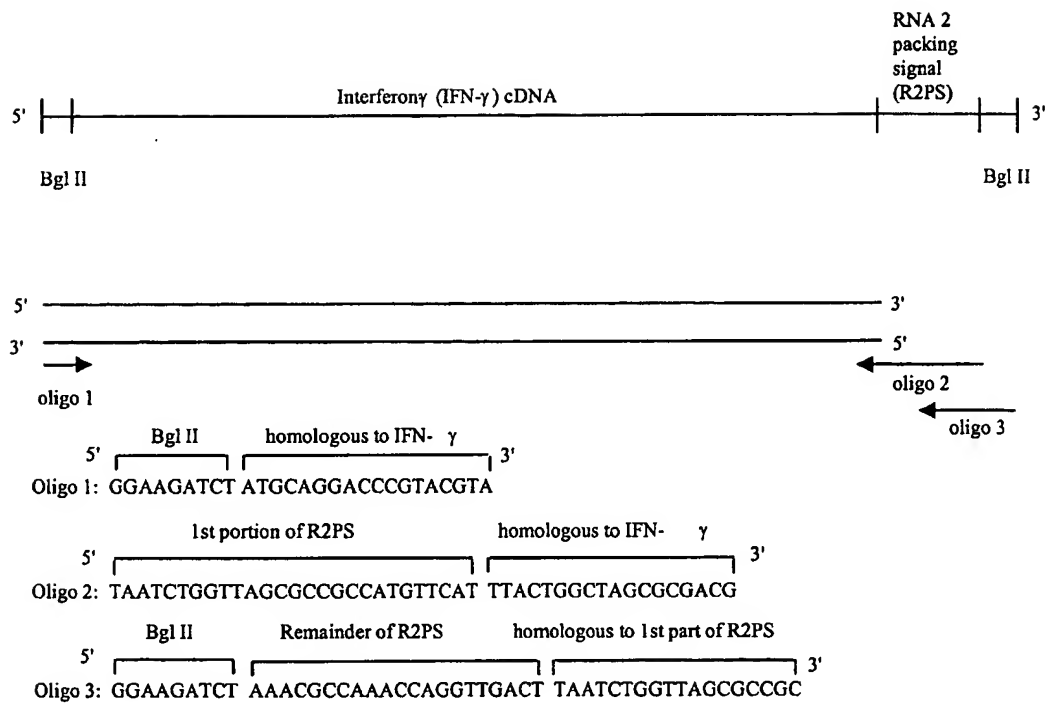 RNA 2
packing
signal
(R2PS)
Interferonγ (IFN-γ) cDNA
5' 3'
Bgl II Bgl II
5' 3'
3' 5'
oligo 1 oligo 2
oligo 3
Bgl II homologous to IFN- γ
5' 3'
Oligo 1: GGAAGATCT ATGCAGGACCCGTACGTA
1st portion of R2PS homologous to IFN- γ
5' 3'
Oligo 2: TAATCTGGTTAGCGCCGCCATGTTCAT TTACTGGCTAGCGCGACG
Bgl II Remainder of R2PS homologous to 1st part of R2PS
5' 3'
Oligo 3: GGAAGATCT AAACGCCAAACCAGGTTGACT TAATCTGGTTAGCGCCGC